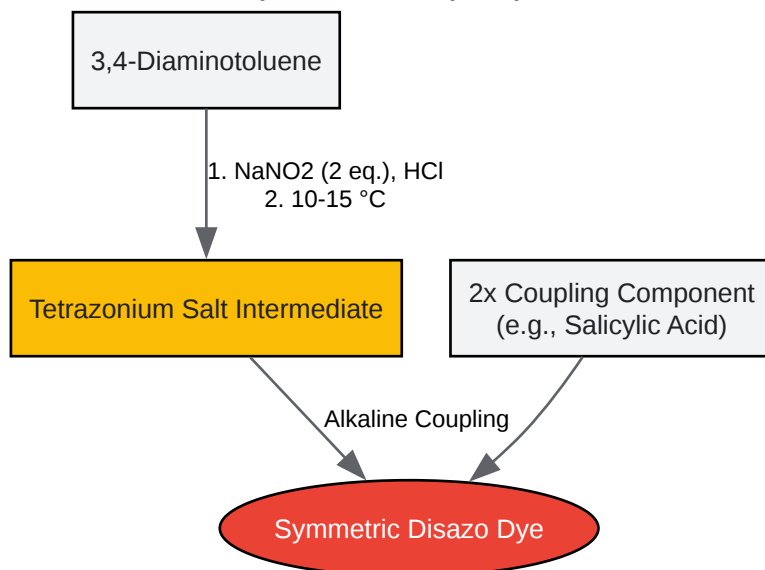 3,4-Diaminotoluene
1. NaNO2 (2 eq.), HCl
2. 10-15 °C
Tetrazonium Salt Intermediate
2x Coupling Component
(e.g., Salicylic Acid)
Alkaline Coupling
Symmetric Disazo Dye